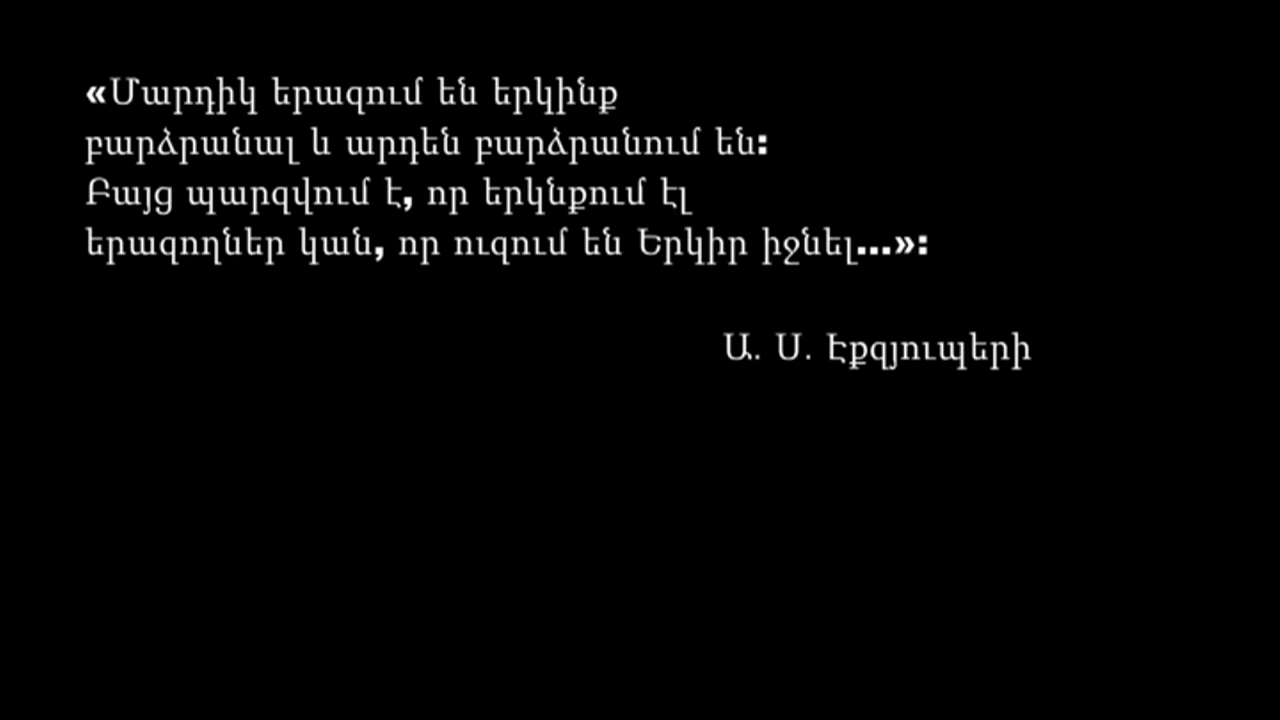 «Մարդիկ երազում են երկինք
բարձրանալ և արդեն բարձրանում են:
Բայց պարզվում է, որ երկնքում էլ
երազողներ կան, որ ուզում են Երկիր իջնել...»:
Ա. Ս. Էքզյուպերի